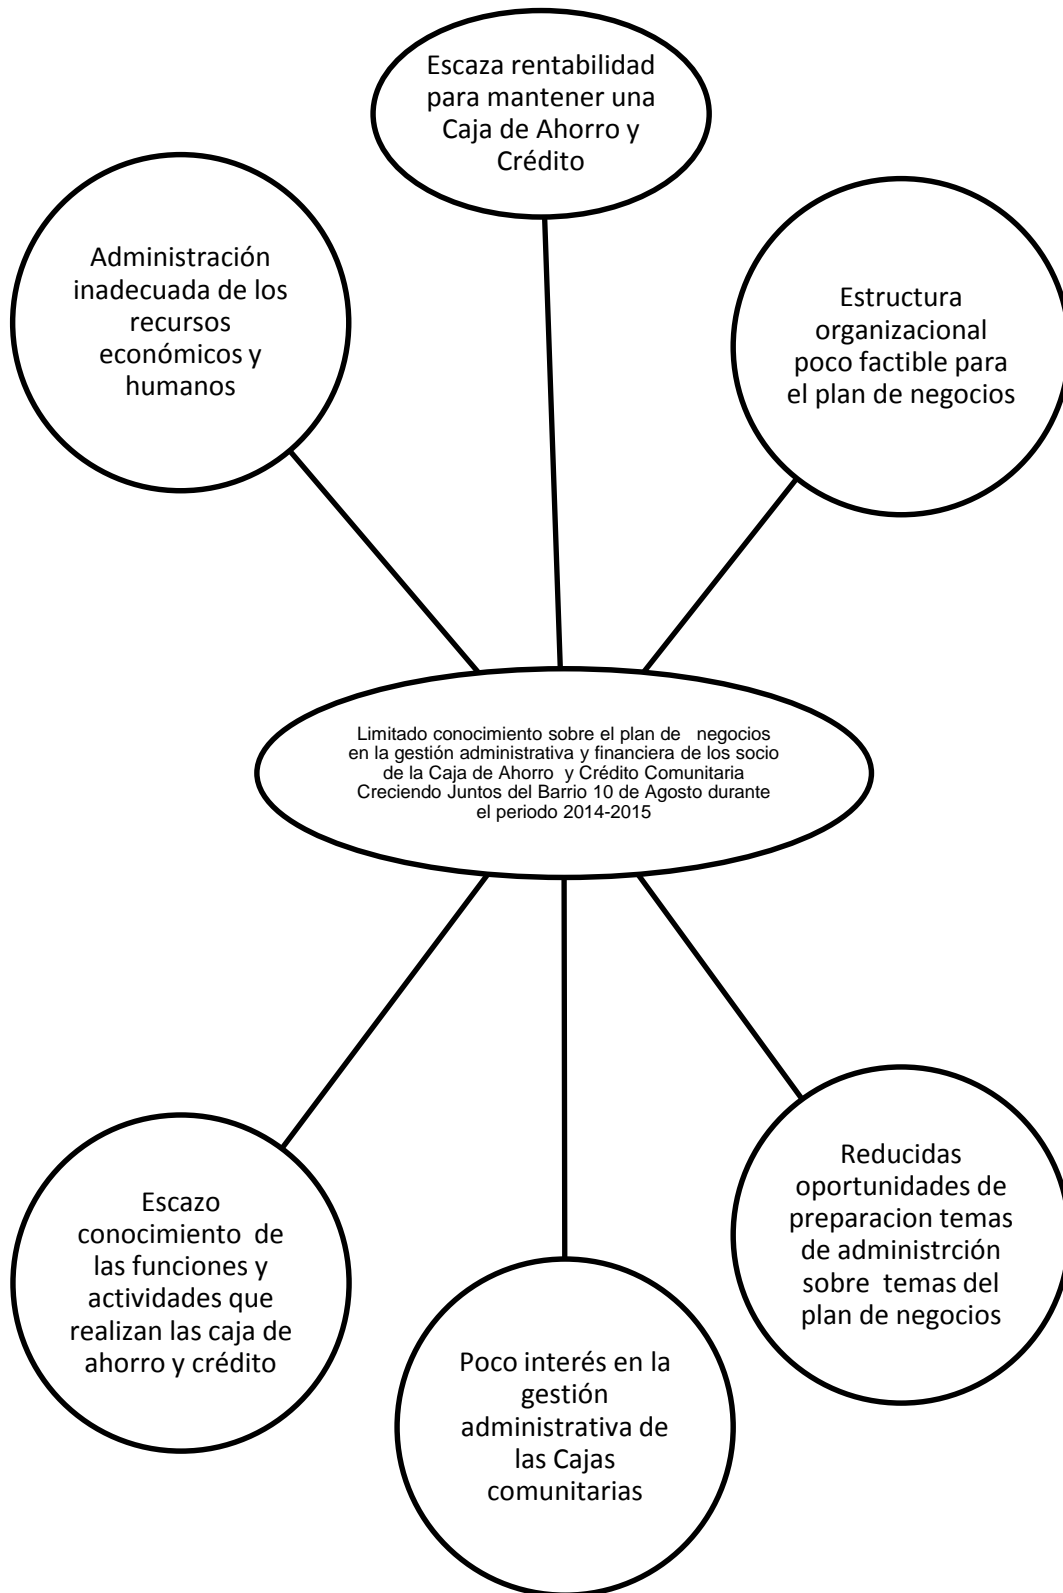 Escaza rentabilidad
para mantener una
Caja de Ahorro y
Crédito
Administración
inadecuada de los
recursos
económicos y
humanos
Estructura
organizacional
poco factible para
el plan de negocios
Limitado conocimiento sobre el plan de negocios
en la gestión administrativa y financiera de los socio
de la Caja de Ahorro y Crédito Comunitaria
Creciendo Juntos del Barrio 10 de Agosto durante
el periodo 2014-2015
Escazo
conocimiento de
las funciones y
actividades que
realizan las caja de
ahorro y crédito
Poco interés en la
gestión
administrativa de
las Cajas
comunitarias
Reducidas
oportunidades de
preparacion temas
de administrción
sobre temas del
plan de negocios